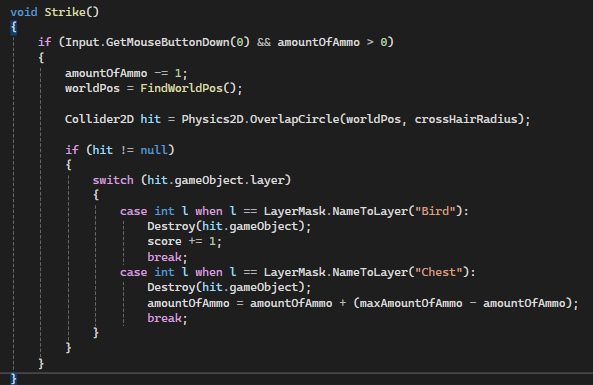 void Strike()
{
if (Input.GetMouseButtonDown(0) && amountOfAmmo > 0)
{
amountOfAmmo -= 1;
worldPos = FindWorldPos();
Collider2D hit = Physics2D.OverlapCircle(worldPos, crossHairRadius);
if (hit != null)
{
switch (hit.gameObject.layer)
{
case int l when l == LayerMask.NameToLayer("Bird"):
Destroy(hit.gameObject);
score += 1;
break;
case int l when l == LayerMask.NameToLayer("Chest"):
Destroy(hit.gameObject);
amountOfAmmo = amountOfAmmo + (maxAmountOfAmmo - amountOfAmmo);
break;
}
}
}
}